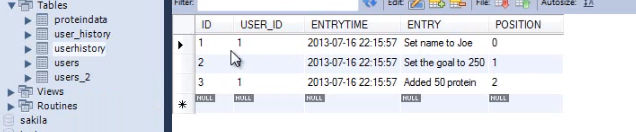 Tables
proteindata
user_history
userhistory
users
users_2
Views
Routines
sakila
Filter:
Edit:
File:
Autosize:
ID USER_ID ENTRYTIME ENTRY POSITION
1 1 2013-07-16 22:15:57 Set name to Joe 0
2 2013-07-16 22:15:57 Set the goal to 250 1
3 1 2013-07-16 22:15:57 Added 50 protein 2
NULL NULL NULL NULL NULL